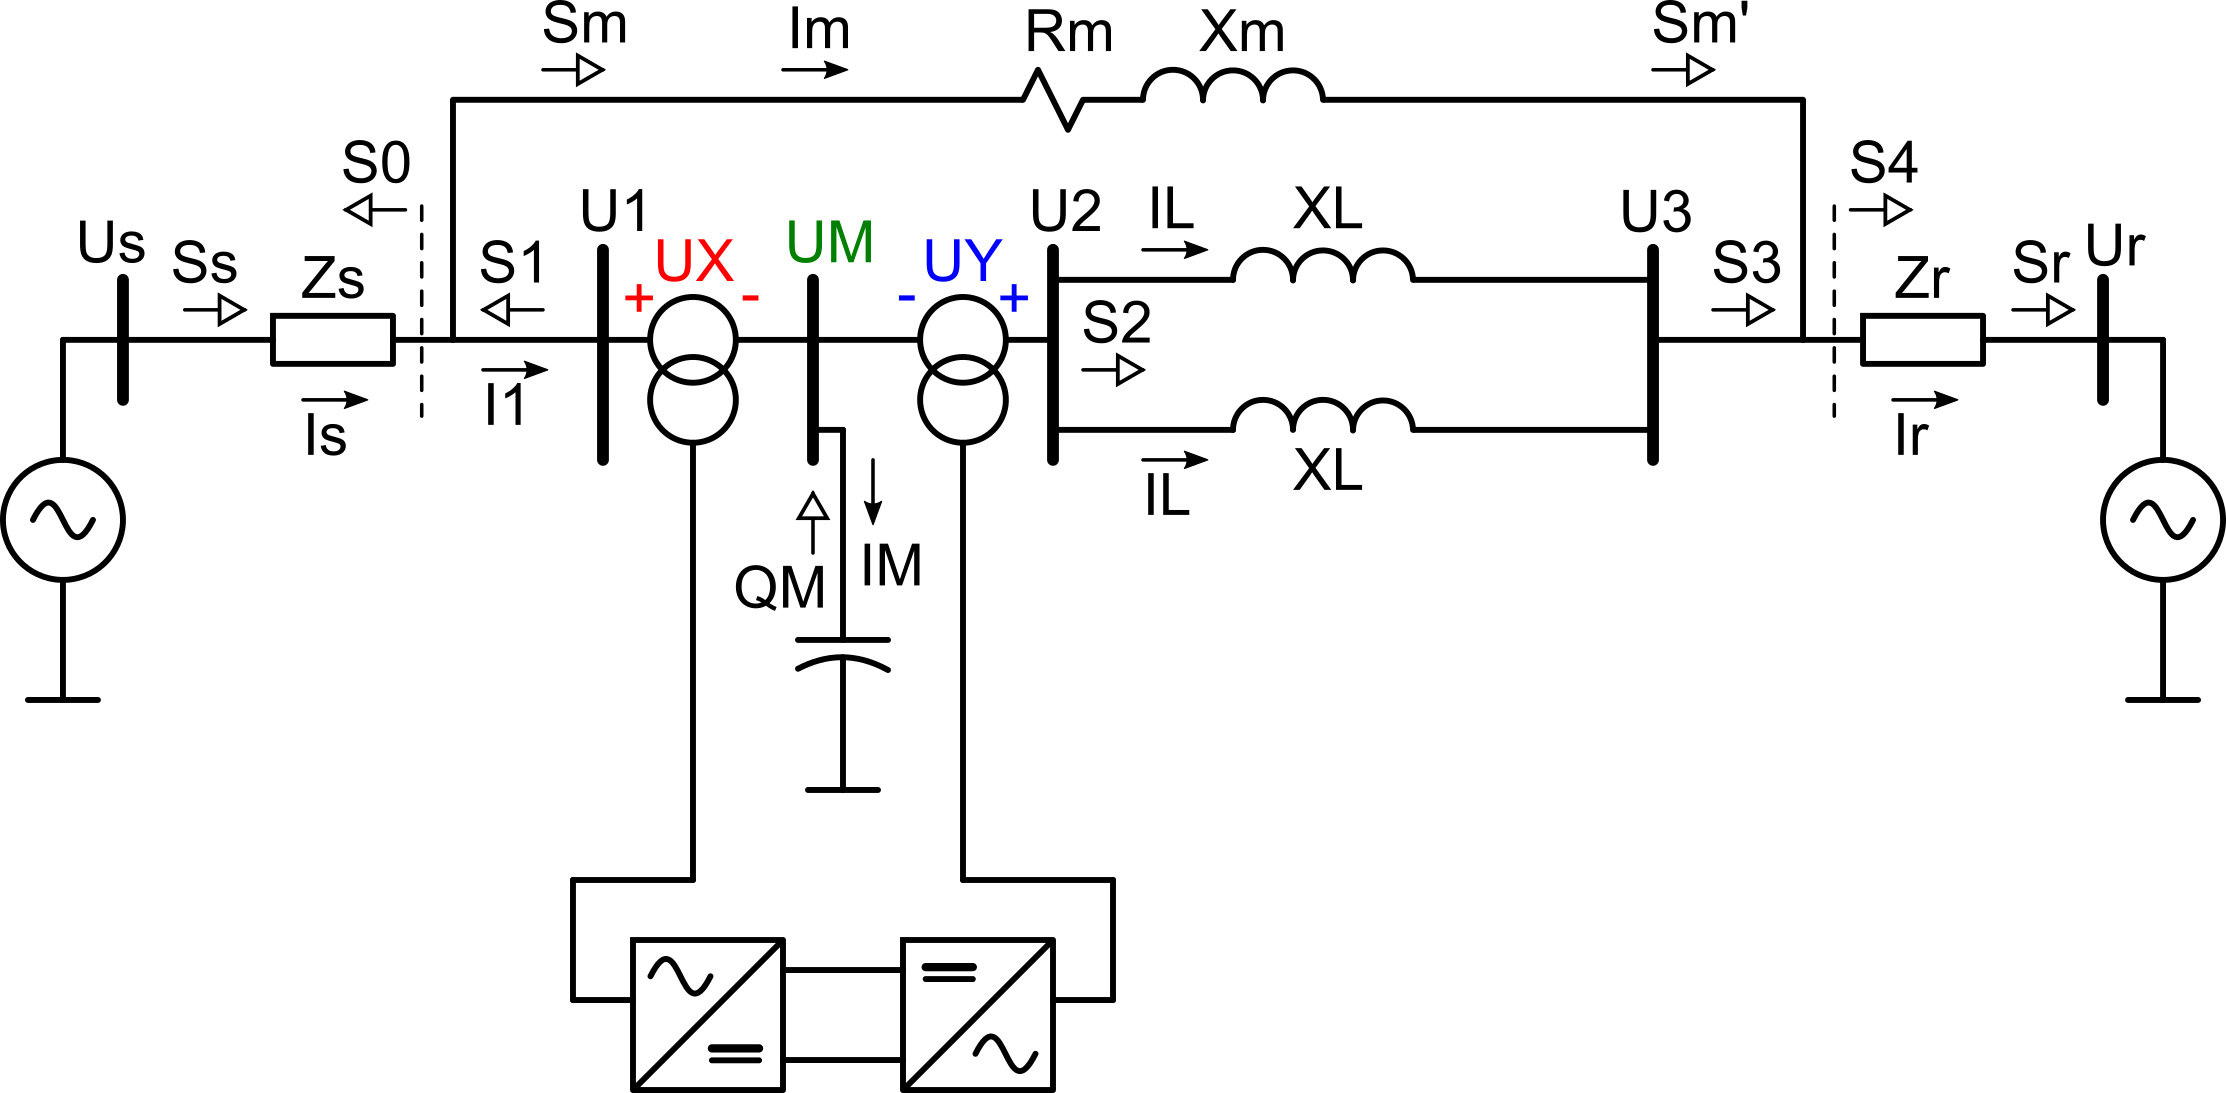 Sm
Im
Rm
Xm
Sm'
S0
S4
Us
Ss
Zs
S1
U1
UX
+ -
UM
UY
- +
U2
IL
XL
U3
S3
Zr
Sr
Ur
S2
Is
I1
QM
IM
IL
XL
Ir